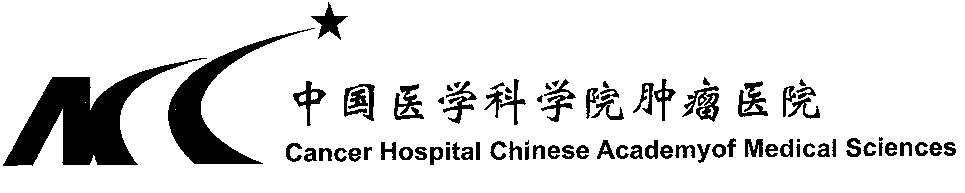 中国医学科学院肿瘤医院
Cancer Hospital Chinese Academyof Medical Sciences